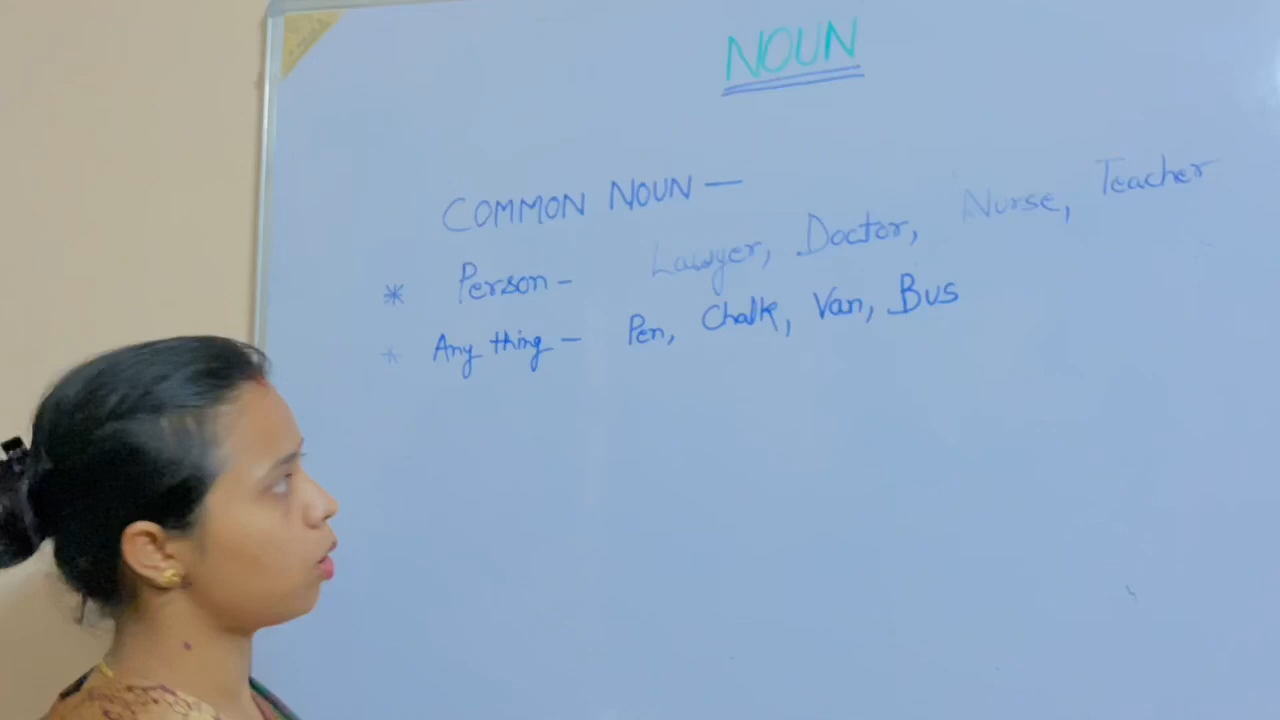 NOUN
COMMON NOUN —
* Person - Lawyer, Doctor, Nurse, Teacher
* Any thing - Pen, Chalk, Van, Bus